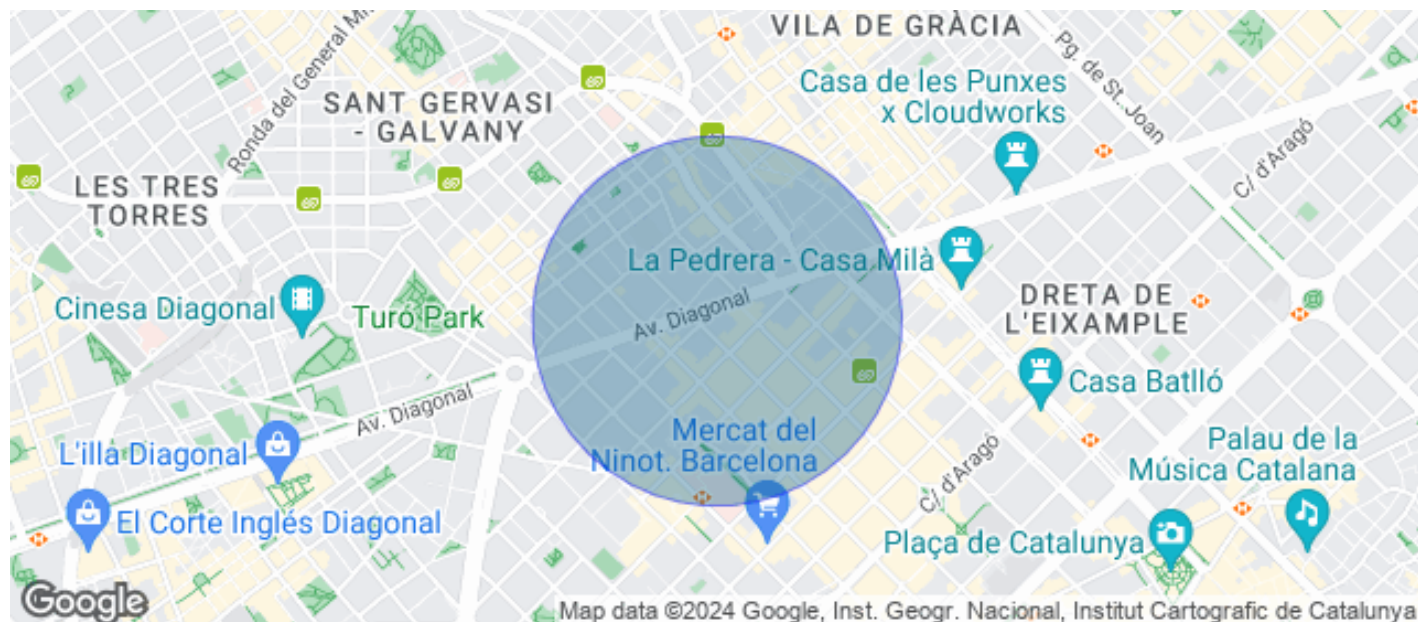 VILA DE GRÀCIA
Pg. de St. Joan
Ronda del General Mi
Casa de les Punxes
x Cloudworks
SANT GERVASI
- GALVANY
C/ d'Aragó
LES TRES
TORRES
La Pedrera - Casa Milà
Cinesa Diagonal
Turó Park
Av. Diagonal
DRETA DE
L'EIXAMPLE
Casa Batlló
Av. Diagonal
Mercat del
Ninot. Barcelona
L'illa Diagonal
C/ d'Aragó
Palau de la
Música Catalana
El Corte Inglés Diagonal
Plaça de Catalunya
Google
Map data ©2024 Google, Inst. Geogr. Nacional, Institut Cartografic de Catalunya